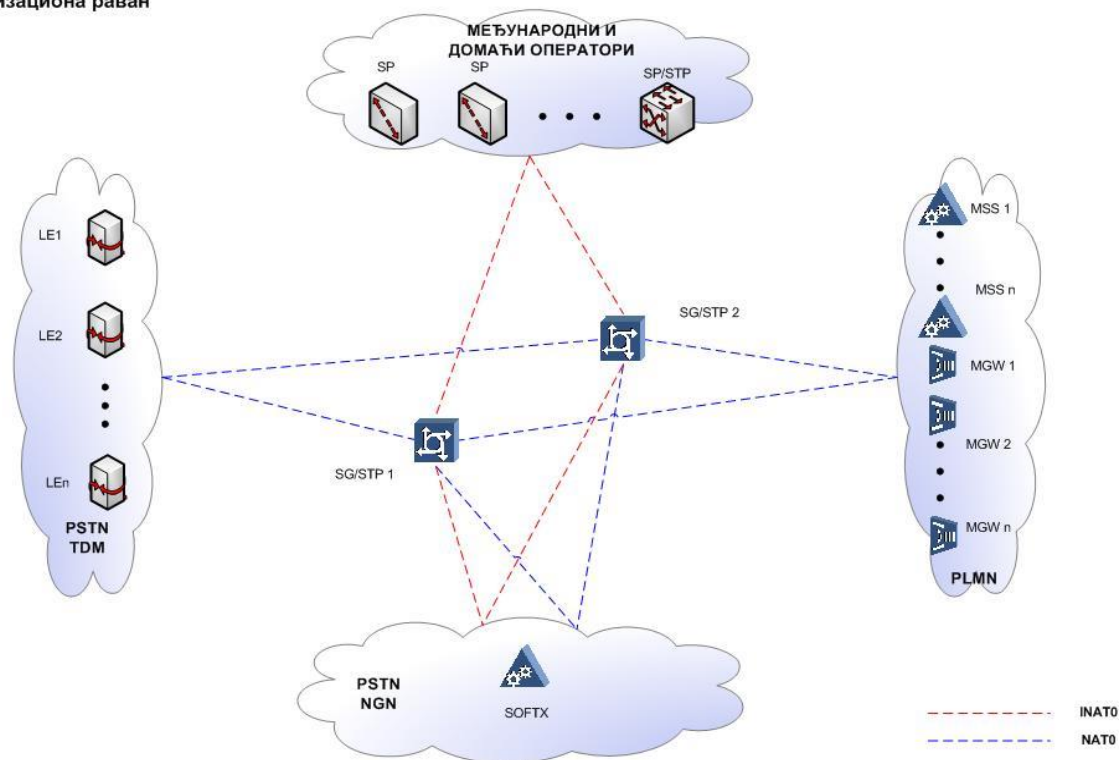 раван
МЕЂУНАРОДНИ И
ДОМАЋИ ОПЕРАТОРИ
SP
SP
SP/STP
LE1
MSS 1
MSS n
SG/STP 2
LE2
MGW 1
MGW 2
SG/STP 1
LEn
PSTN
TDM
MGW n
PLMN
PSTN
NGN
SOFTX
INAT0
NAT0